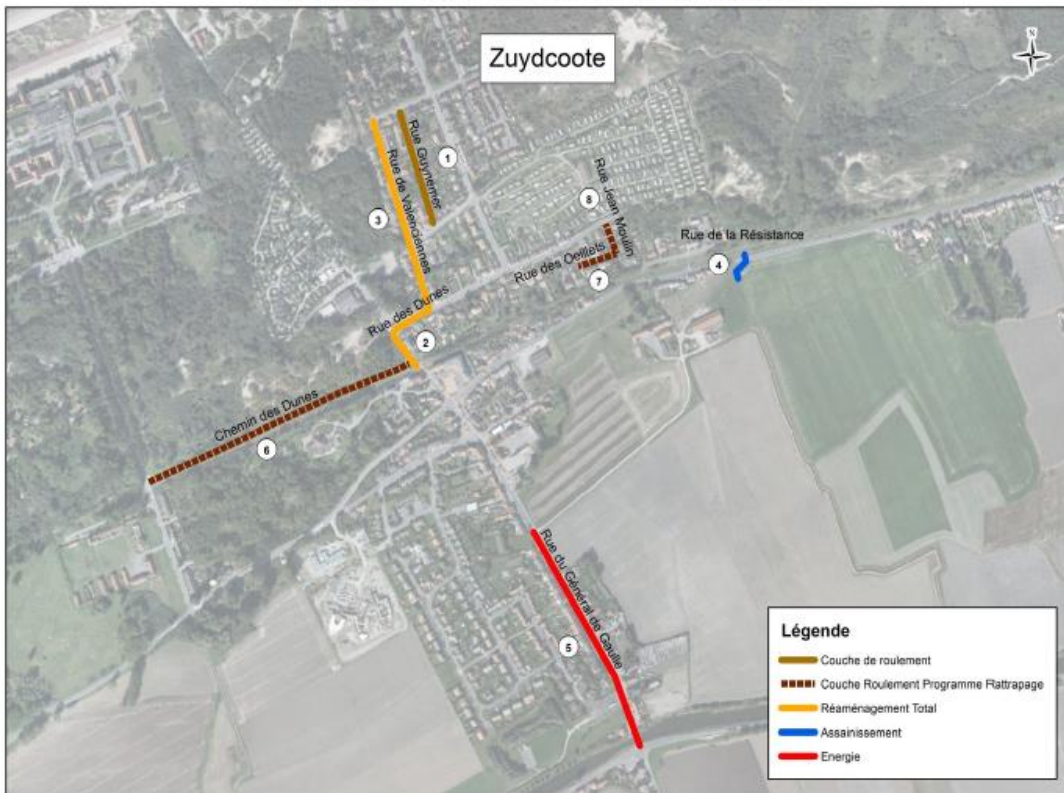 Zuydcoote
Rue Guynemer
1
Rue de Valenciennes
3
Rue Jean Moulin
8
Rue de la Résistance
4
Rue des Oeillets
7
Rue des Dunes
2
Chemin des Dunes
6
Rue du Général de Gaulle
5
Légende
Couche de roulement
Couche Roulement Programme Rattrapage
Réaménagement Total
Assainissement
Energie